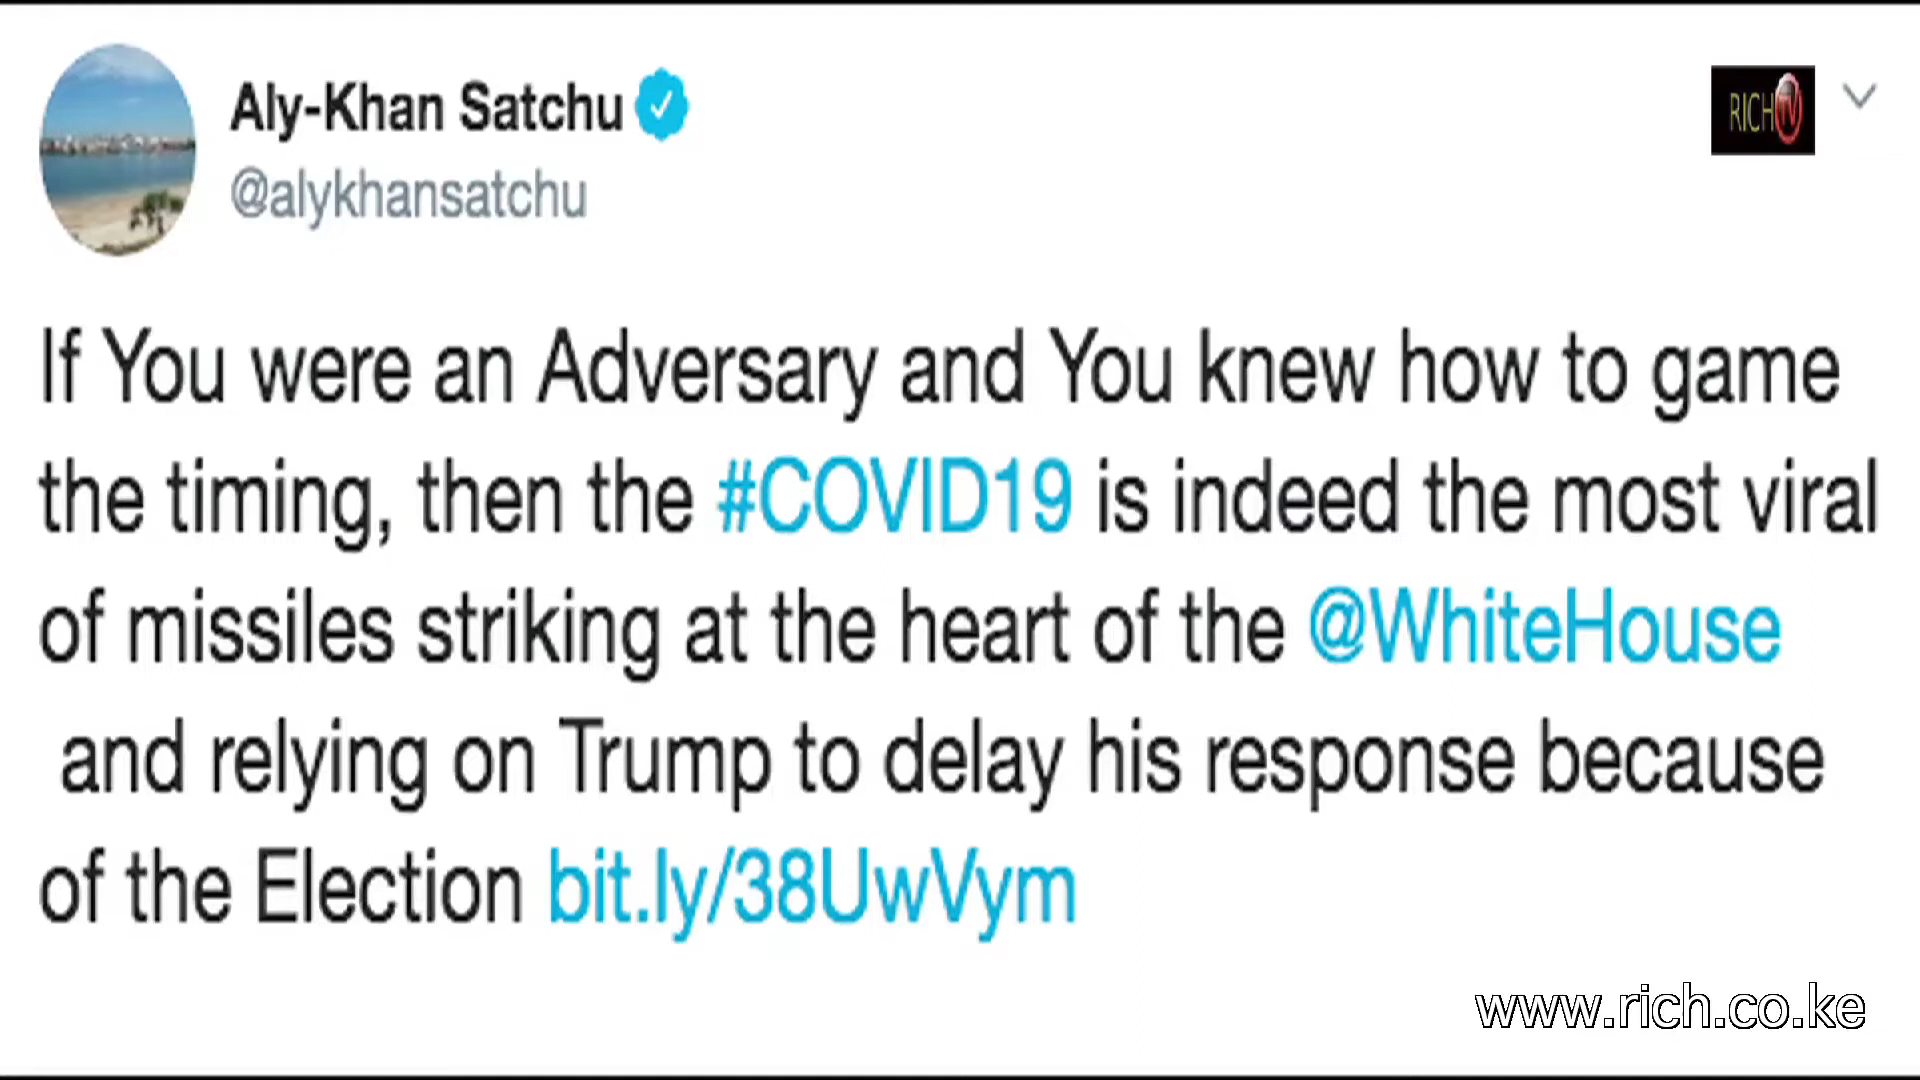 Aly-Khan Satchu
@alykhansatchu
RICHTV
If You were an Adversary and You knew how to game
the timing, then the #COVID19 is indeed the most viral
of missiles striking at the heart of the @WhiteHouse
and relying on Trump to delay his response because
of the Election bit.ly/38UwVym
www.rich.co.ke